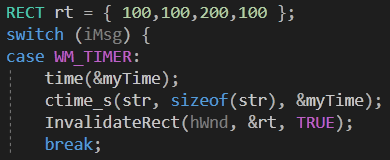 RECT rt = { 100,100,200,100 };
switch (iMsg) {
case WM_TIMER:
    time(&myTime);
    ctime_s(str, sizeof(str), &myTime);
    InvalidateRect(hWnd, &rt, TRUE);
    break;